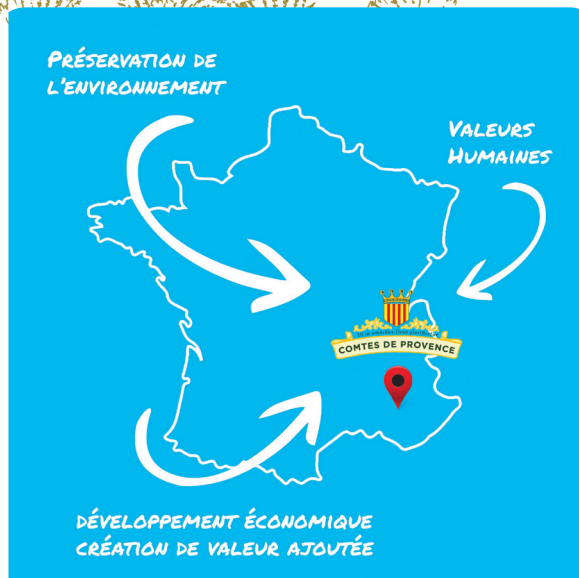 PRÉSERVATION DE
L'ENVIRONNEMENT
VALEURS
HUMAINES
COMTES DE PROVENCE
DÉVELOPPEMENT ÉCONOMIQUE
CRÉATION DE VALEUR AJOUTÉE